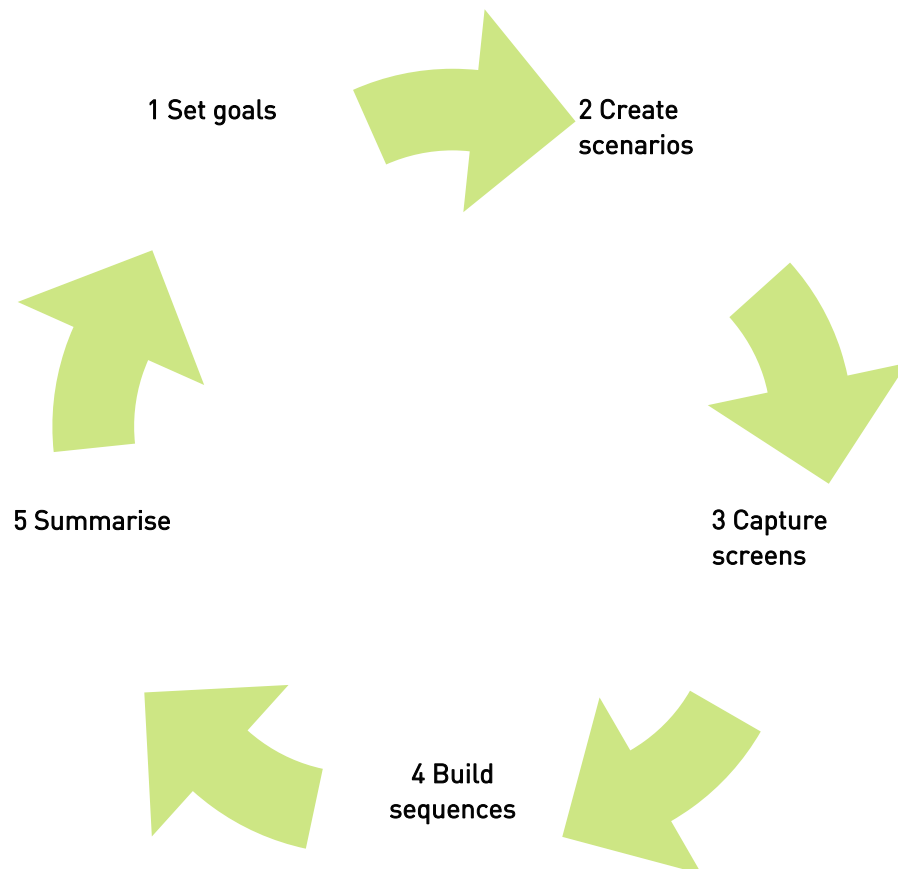 1 Set goals
2 Create
scenarios
3 Capture
screens
4 Build
sequences
5 Summarise